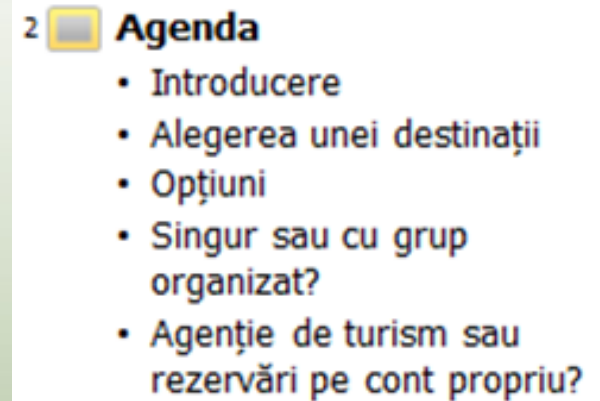 2 Agenda
• Introducere
• Alegerea unei destinații
• Opțiuni
• Singur sau cu grup
organizat?
• Agenție de turism sau
rezervări pe cont propriu?